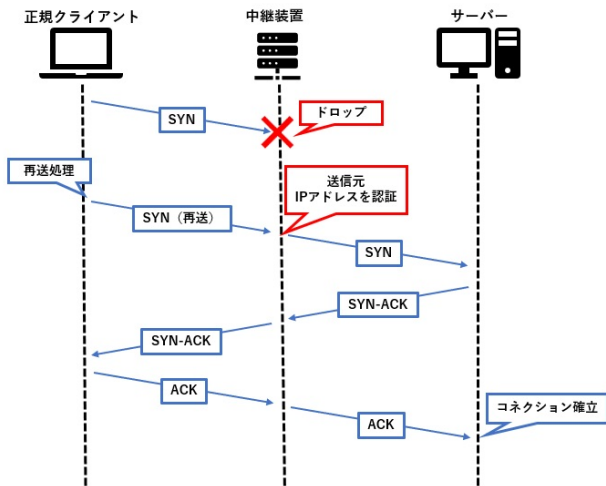 正規クライアント
中継装置
サーバー
SYN
ドロップ
再送処理
送信元
IPアドレスを認証
SYN（再送）
SYN
SYN-ACK
SYN-ACK
ACK
コネクション確立
ACK